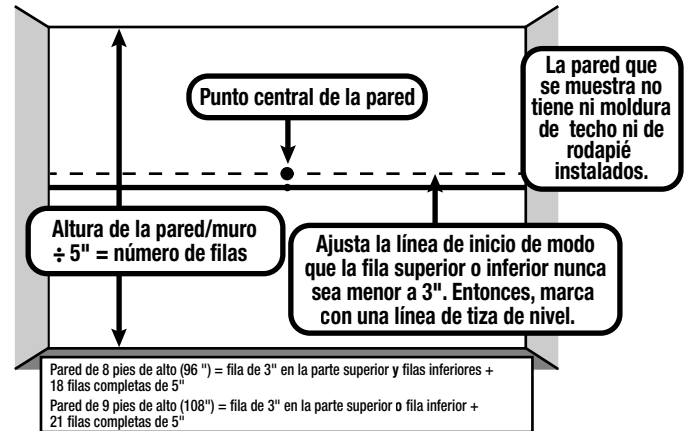 Punto central de la pared
La pared que
se muestra no
tiene ni moldura
de techo ni de
rodapié
instalados.
Altura de la pared/muro
÷ 5" = número de filas
Ajusta la línea de inicio de modo
que la fila superior o inferior nunca
sea menor a 3". Entonces, marca
con una línea de tiza de nivel.
Pared de 8 pies de alto (96 ") = fila de 3" en la parte superior y filas inferiores +
18 filas completas de 5"
Pared de 9 pies de alto (108") = fila de 3" en la parte superior o fila inferior +
21 filas completas de 5"